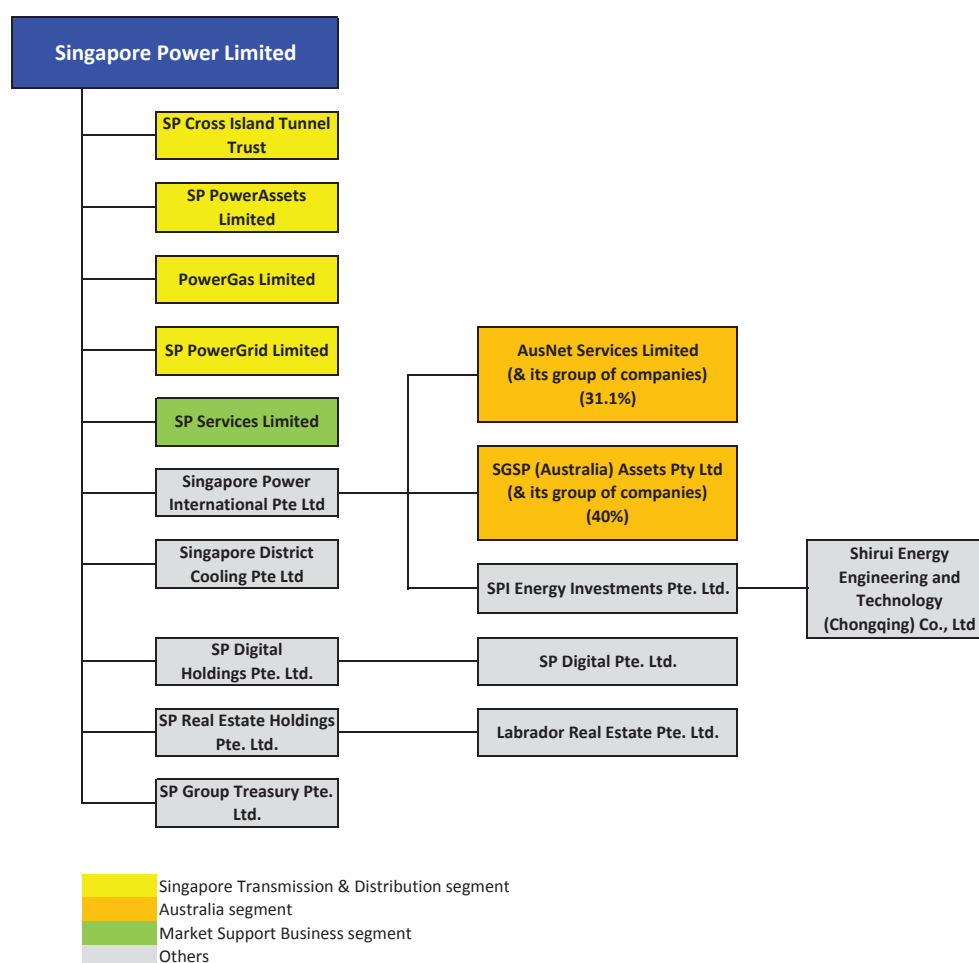 Singapore Power Limited
SP Cross Island Tunnel
Trust
SP PowerAssets
Limited
PowerGas Limited
SP PowerGrid Limited
SP Services Limited
Singapore Power
International Pte Ltd
Singapore District
Cooling Pte Ltd
SP Digital
Holdings Pte. Ltd.
SP Real Estate Holdings
Pte. Ltd.
SP Group Treasury Pte.
Ltd.
AusNet Services Limited
(& its group of companies)
(31.1%)
SGSP (Australia) Assets Pty Ltd
(& its group of companies)
(40%)
SPI Energy Investments Pte. Ltd.
SP Digital Pte. Ltd.
Labrador Real Estate Pte. Ltd.
Shirui Energy
Engineering and
Technology
(Chongqing) Co., Ltd
Singapore Transmission & Distribution segment
Australia segment
Market Support Business segment
Others